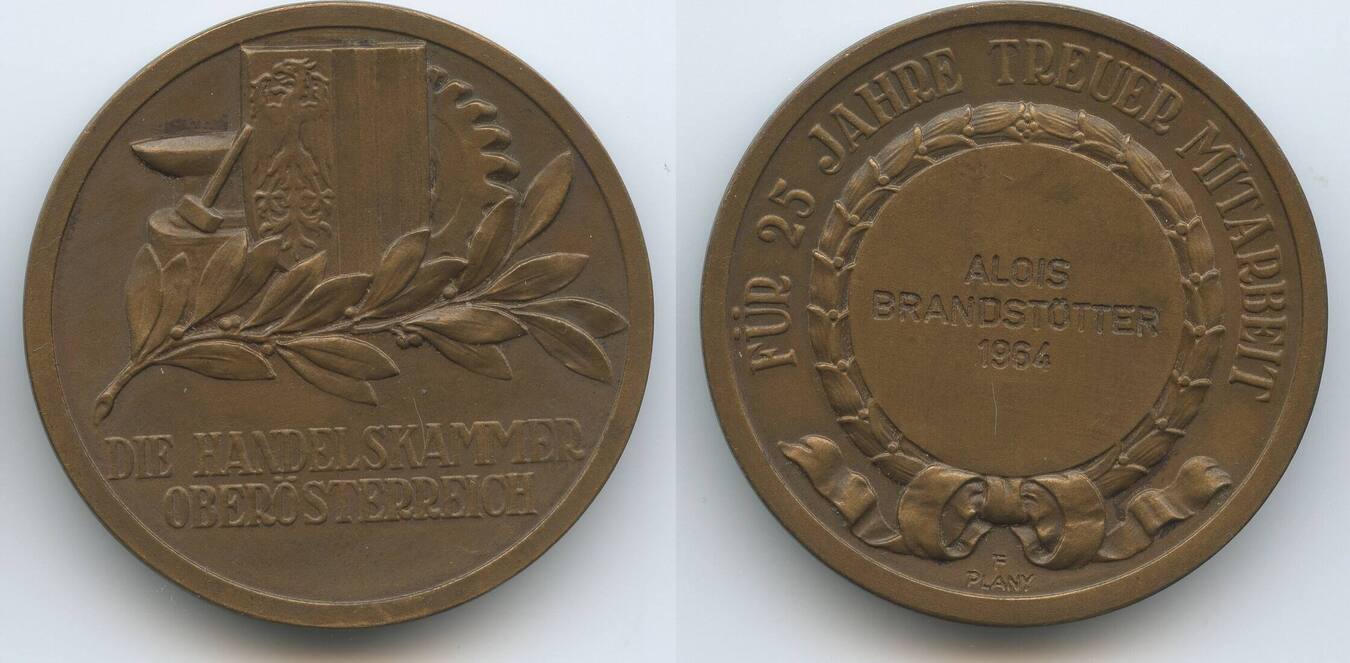 DIE HANDELSKAMMER
OBERÖSTERREICH
FÜR 25 JAHRE TREUER MITARBEIT
ALOIS
BRANDSTÖTTER
1964
F
PLANY